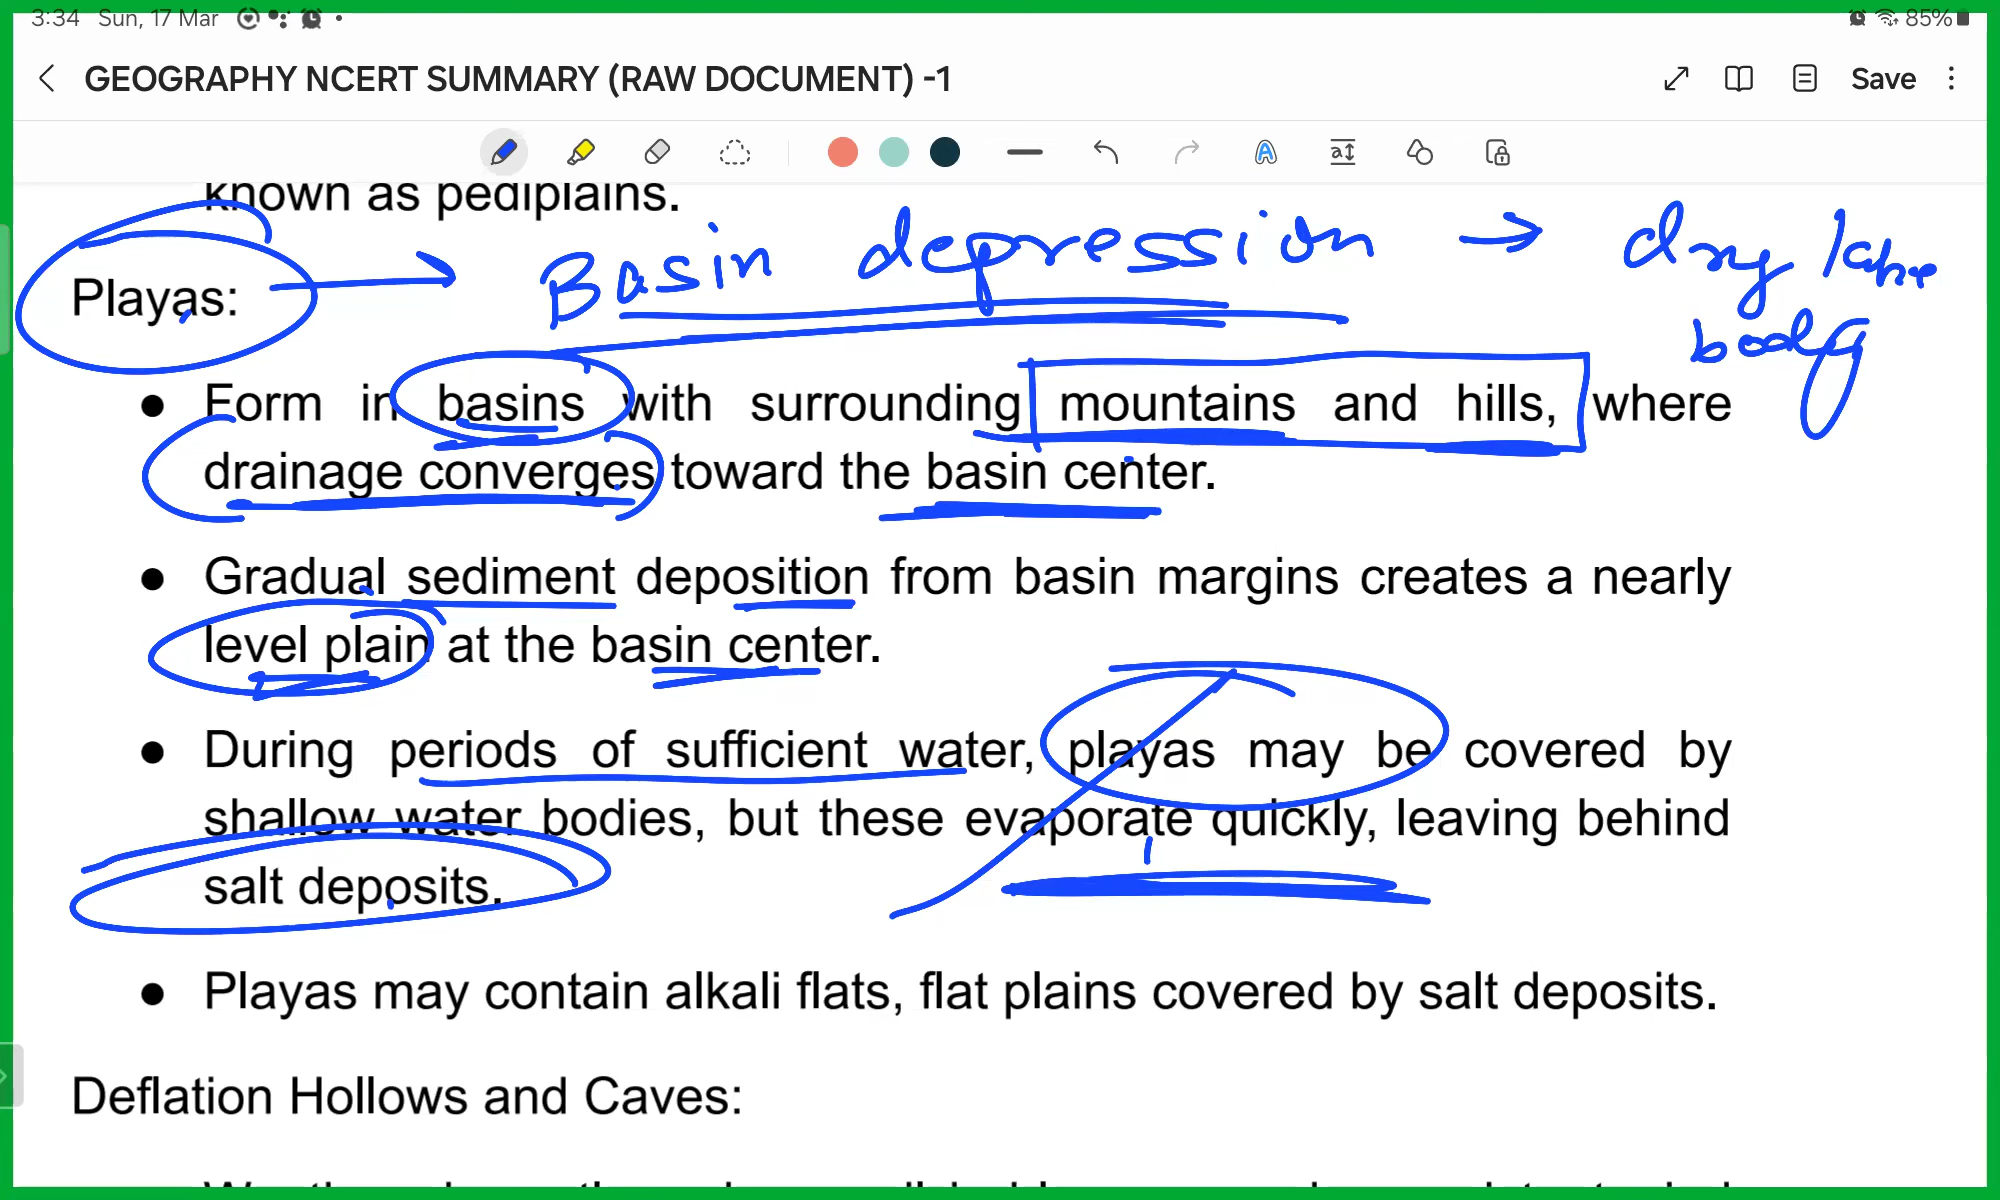 3:34 Sun, 17 Mar
85%
GEOGRAPHY NCERT SUMMARY (RAW DOCUMENT) -1
Save
known as pediplains.
Playas:
Basin depression → dry lake
body
● Form in basins with surrounding mountains and hills, where
drainage converges toward the basin center.
● Gradual sediment deposition from basin margins creates a nearly
level plain at the basin center.
● During periods of sufficient water, playas may be covered by
shallow water bodies, but these evaporate quickly, leaving behind
salt deposits.
● Playas may contain alkali flats, flat plains covered by salt deposits.
Deflation Hollows and Caves: